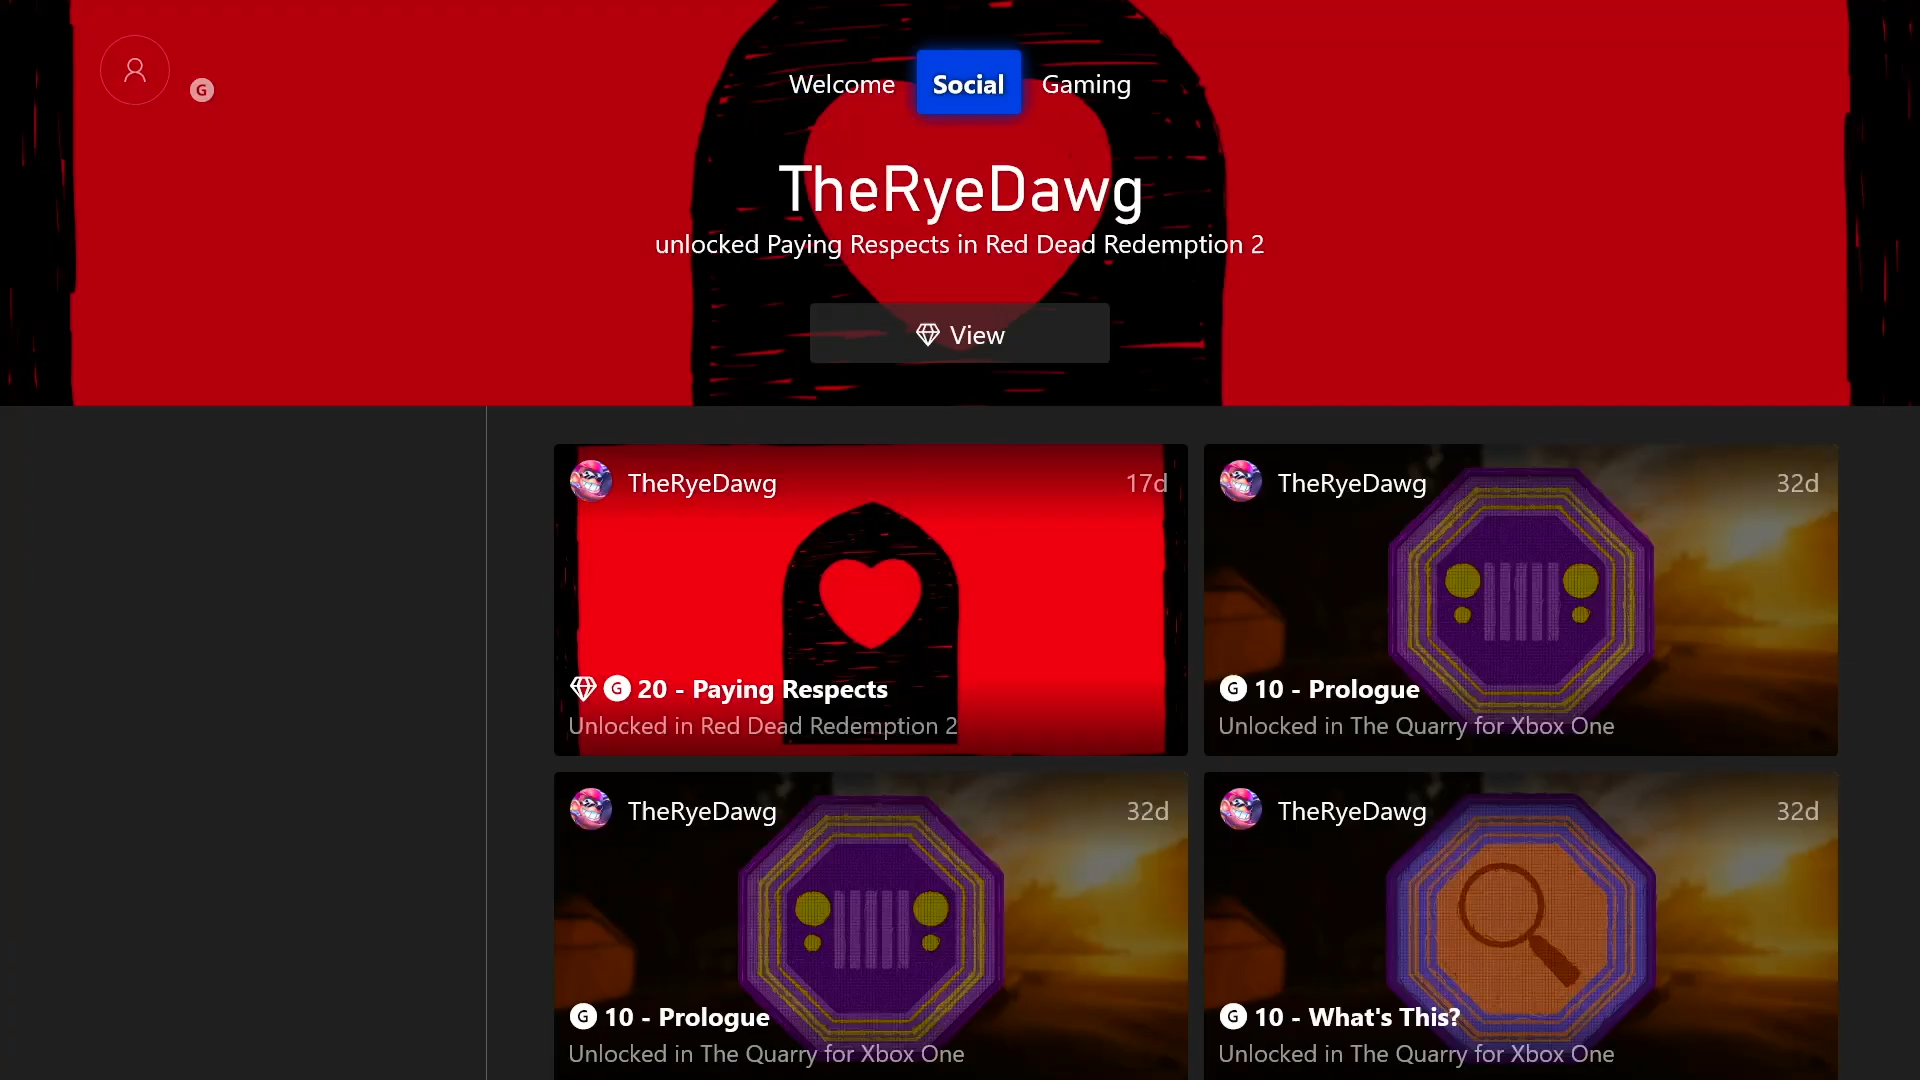 G
Welcome Social Gaming
TheRyeDawg
unlocked Paying Respects in Red Dead Redemption 2
View
TheRyeDawg 17d
G 20 - Paying Respects
Unlocked in Red Dead Redemption 2
TheRyeDawg 32d
G 10 - Prologue
Unlocked in The Quarry for Xbox One
TheRyeDawg 32d
G 10 - Prologue
Unlocked in The Quarry for Xbox One
TheRyeDawg 32d
G 10 - What's This?
Unlocked in The Quarry for Xbox One